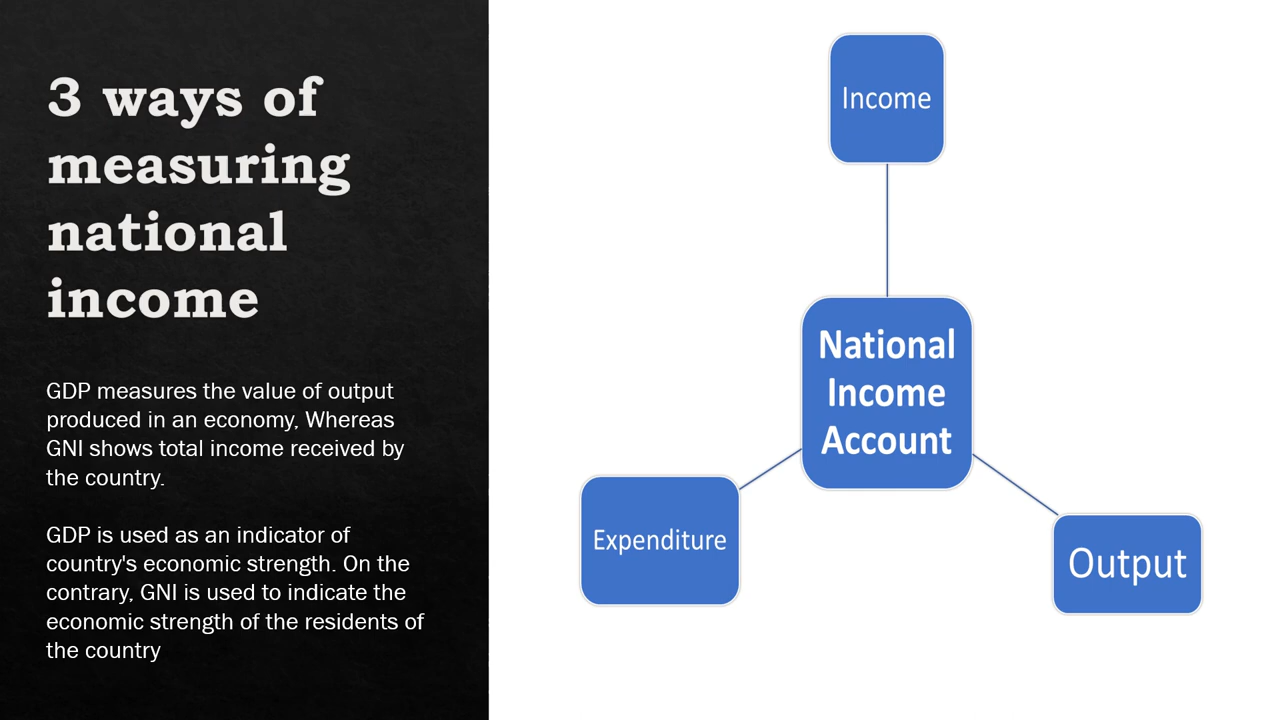 3 ways of
measuring
national
income
GDP measures the value of output
produced in an economy, Whereas
GNI shows total income received by
the country.
GDP is used as an indicator of
country's economic strength. On the
contrary, GNI is used to indicate the
economic strength of the residents of
the country
Income
National
Income
Account
Expenditure
Output